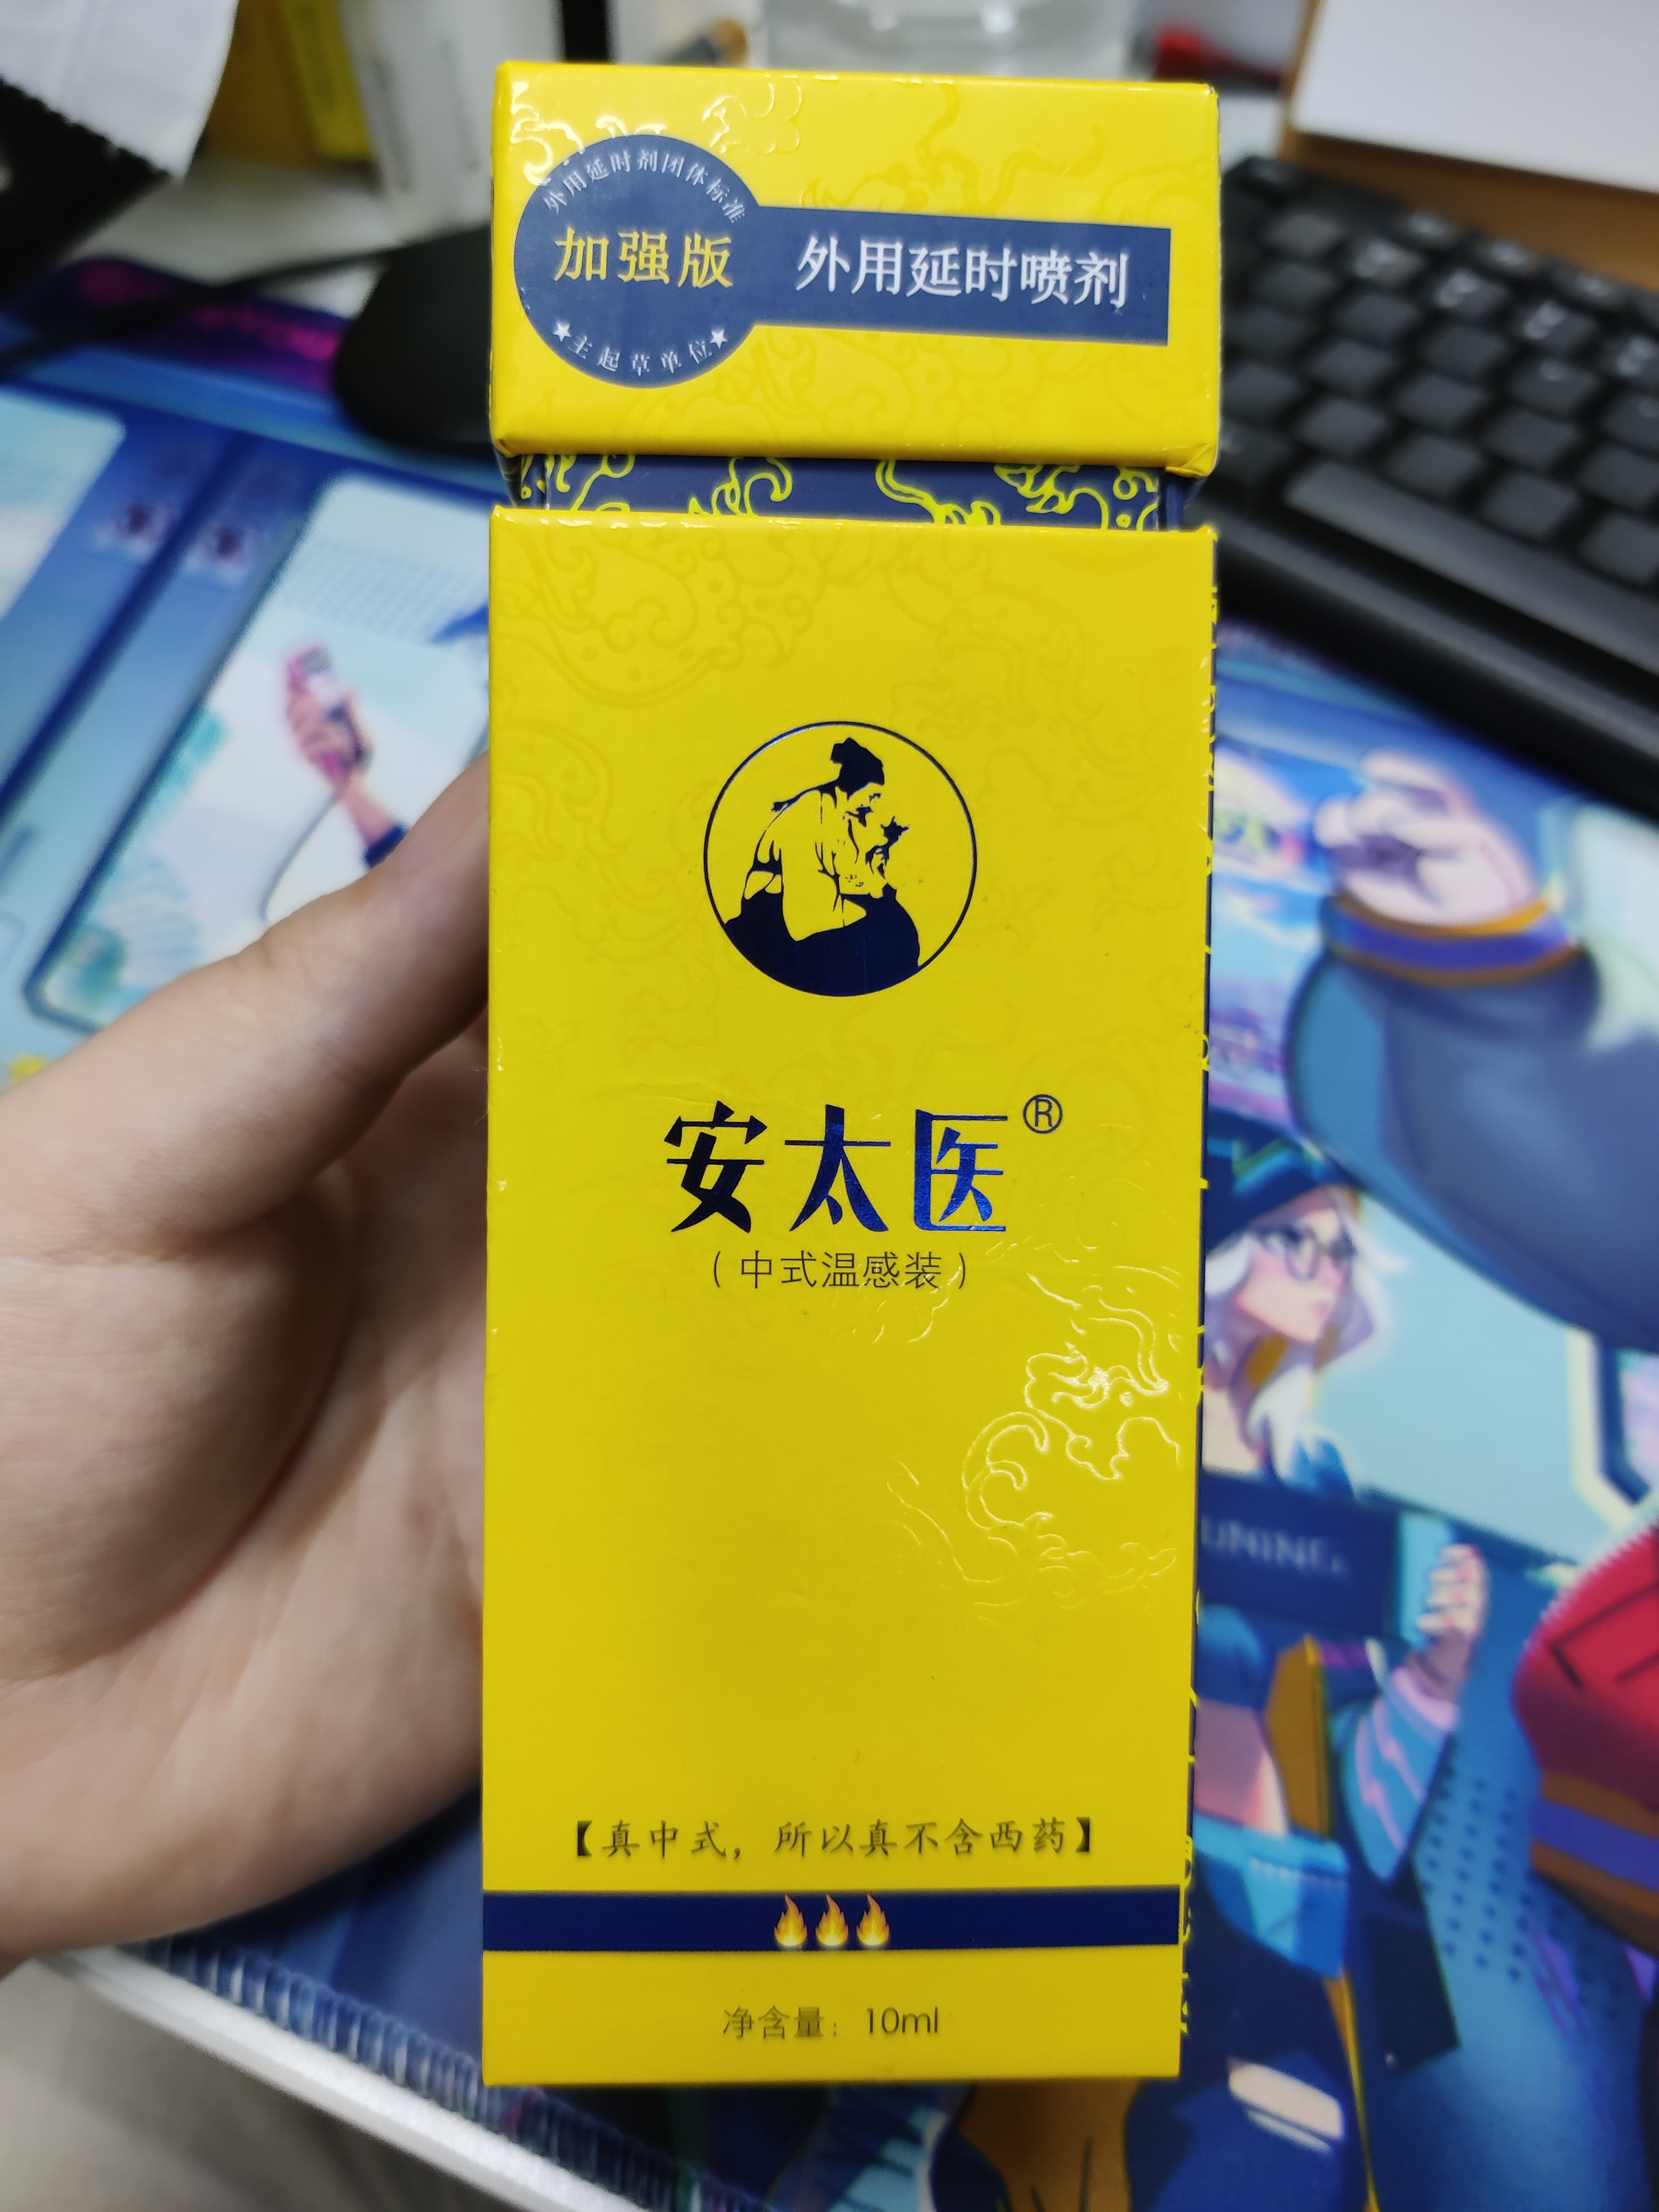 外用延时剂团体标准
加强版
★主起草单位★
外用延时喷剂
安太医®
（中式温感装）
【真中式，所以真不含西药】
净含量：10ml